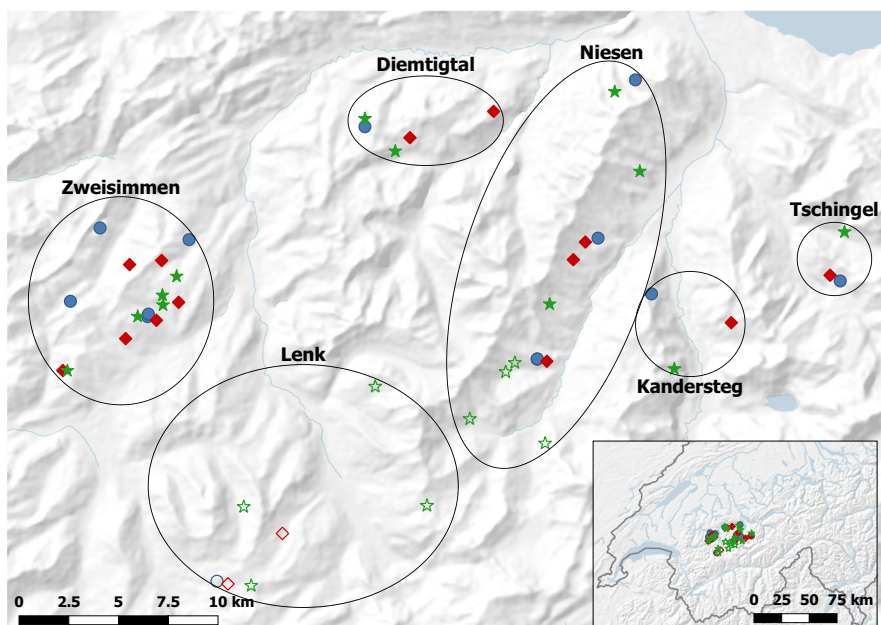 Diemtigtal
Niesen
Zweisimmen
Tschingel
Lenk
Kandersteg
0 2.5 5 7.5 10 km
0 25 50 75 km